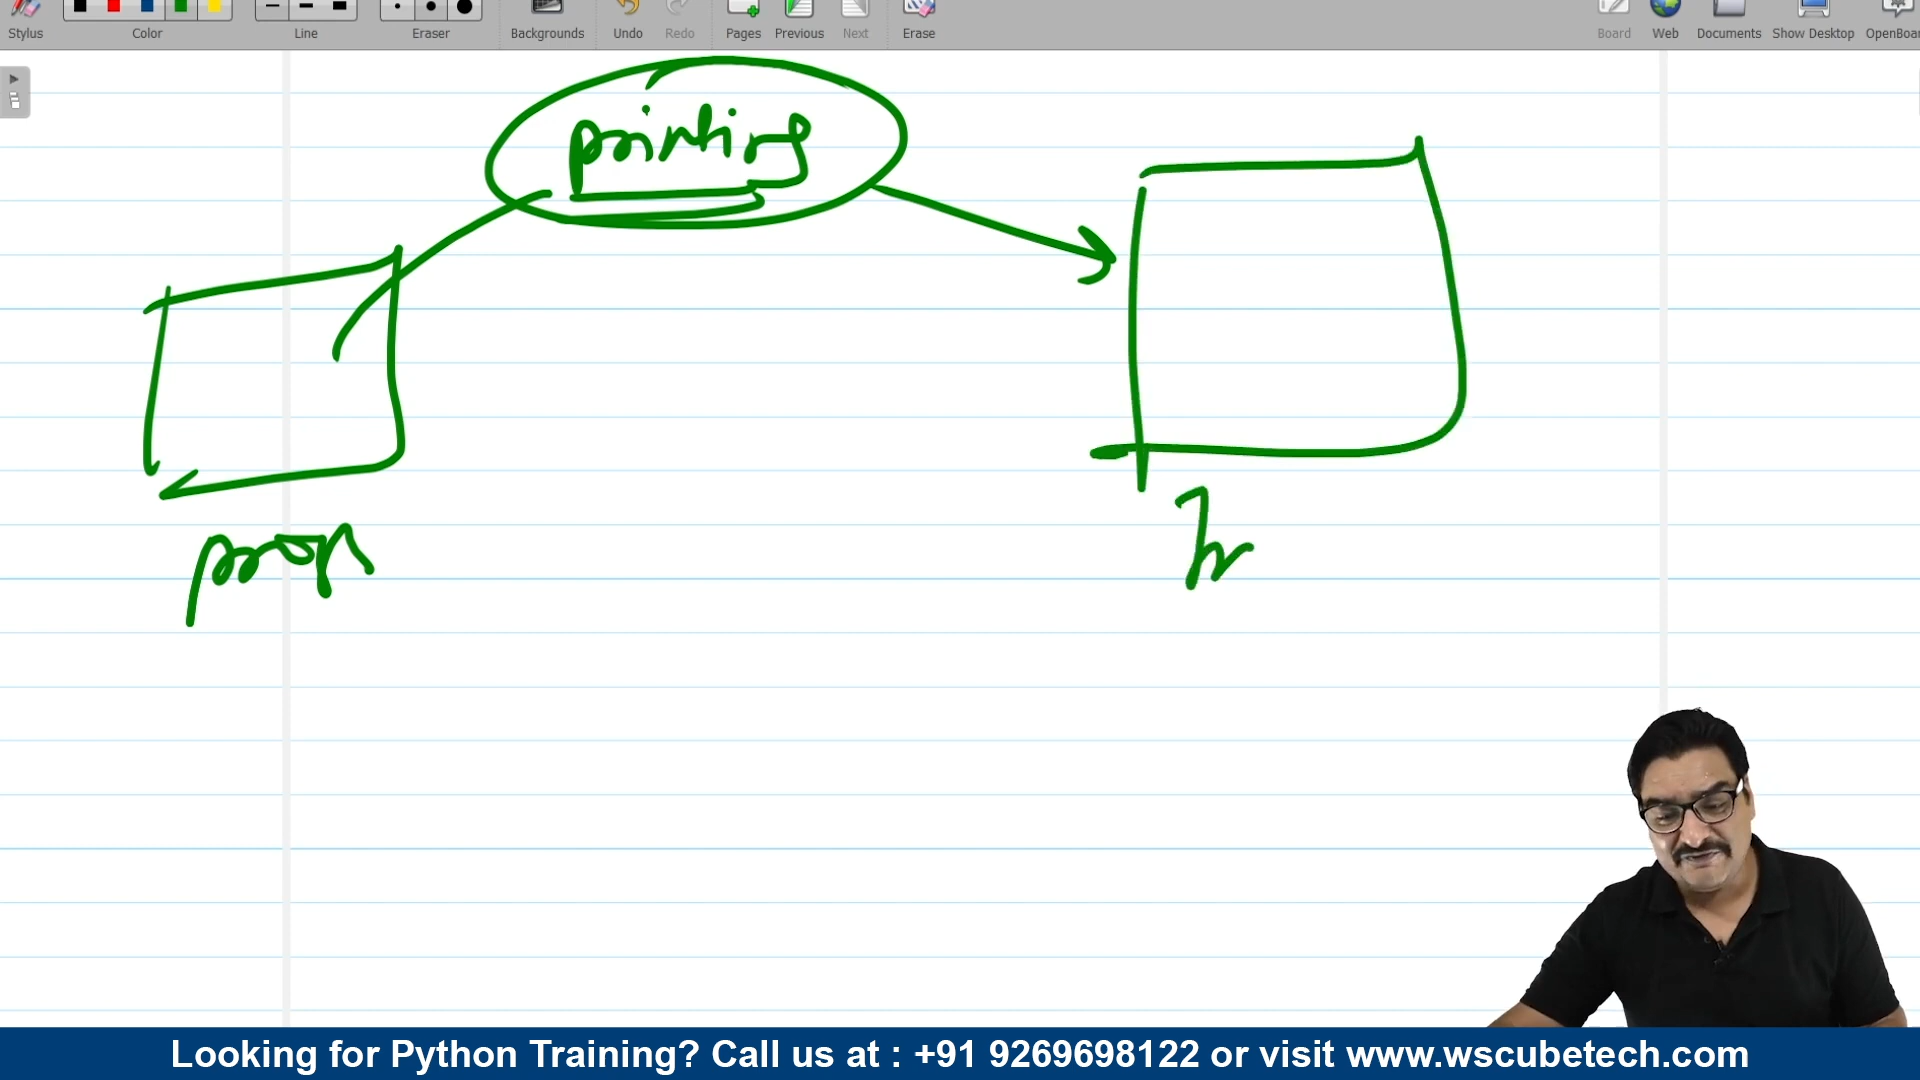 Stylus Color Line Eraser Backgrounds Undo Redo Pages Previous Next Erase Board Web Documents Show Desktop OpenBoar
printing
Looking for Python Training? Call us at : +91 9269698122 or visit www.wscubetech.com